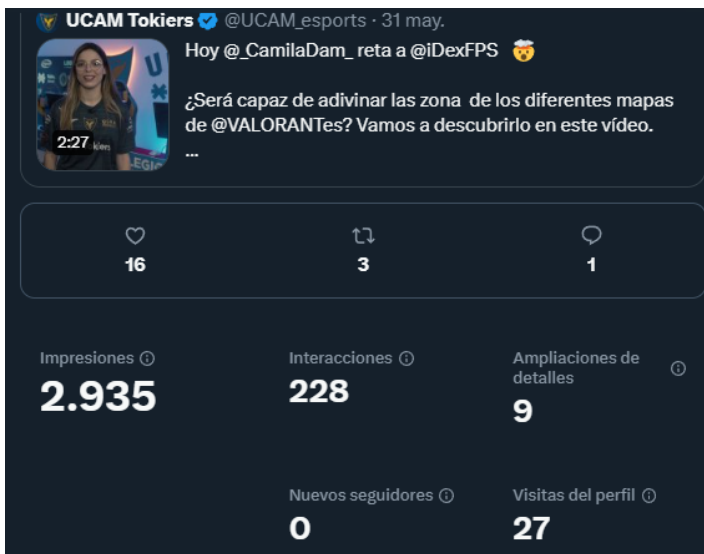 UCAM Tokiers @UCAM_esports · 31 may.
Hoy @_CamilaDam_ reta a @iDexFPS 🤯
¿Será capaz de adivinar las zona de los diferentes mapas
de @VALORANTes? Vamos a descubrirlo en este vídeo.
...
2:27
16
3
1
Impresiones
2.935
Interacciones
228
Ampliaciones de
detalles
9
Nuevos seguidores
0
Visitas del perfil
27